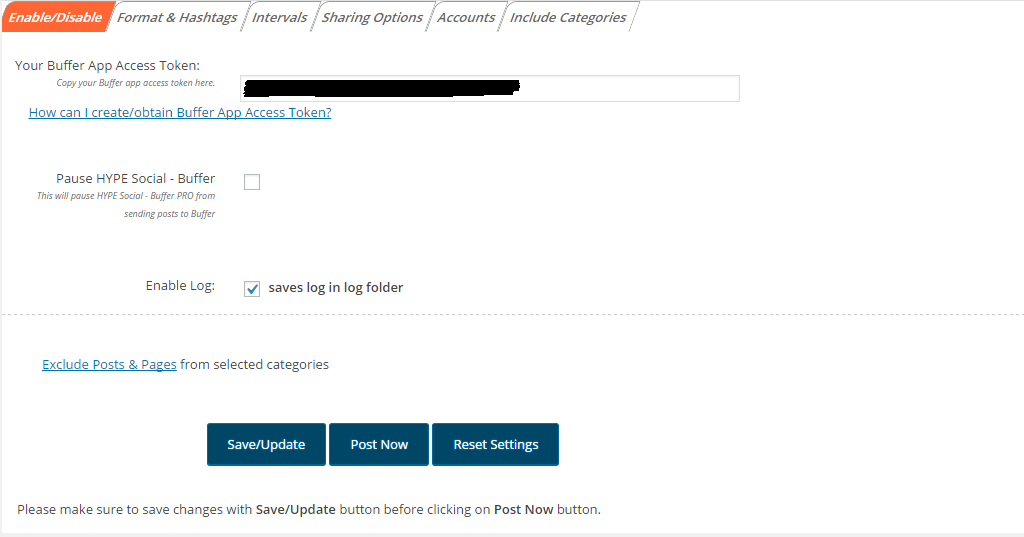 Enable/Disable Format & Hashtags Intervals Sharing Options Accounts Include Categories
Your Buffer App Access Token:
Copy your Buffer app access token here.
How can I create/obtain Buffer App Access Token?
Pause HYPE Social - Buffer
This will pause HYPE Social - Buffer PRO from
sending posts to Buffer
Enable Log: saves log in log folder
Exclude Posts & Pages from selected categories
Save/Update Post Now Reset Settings
Please make sure to save changes with Save/Update button before clicking on Post Now button.